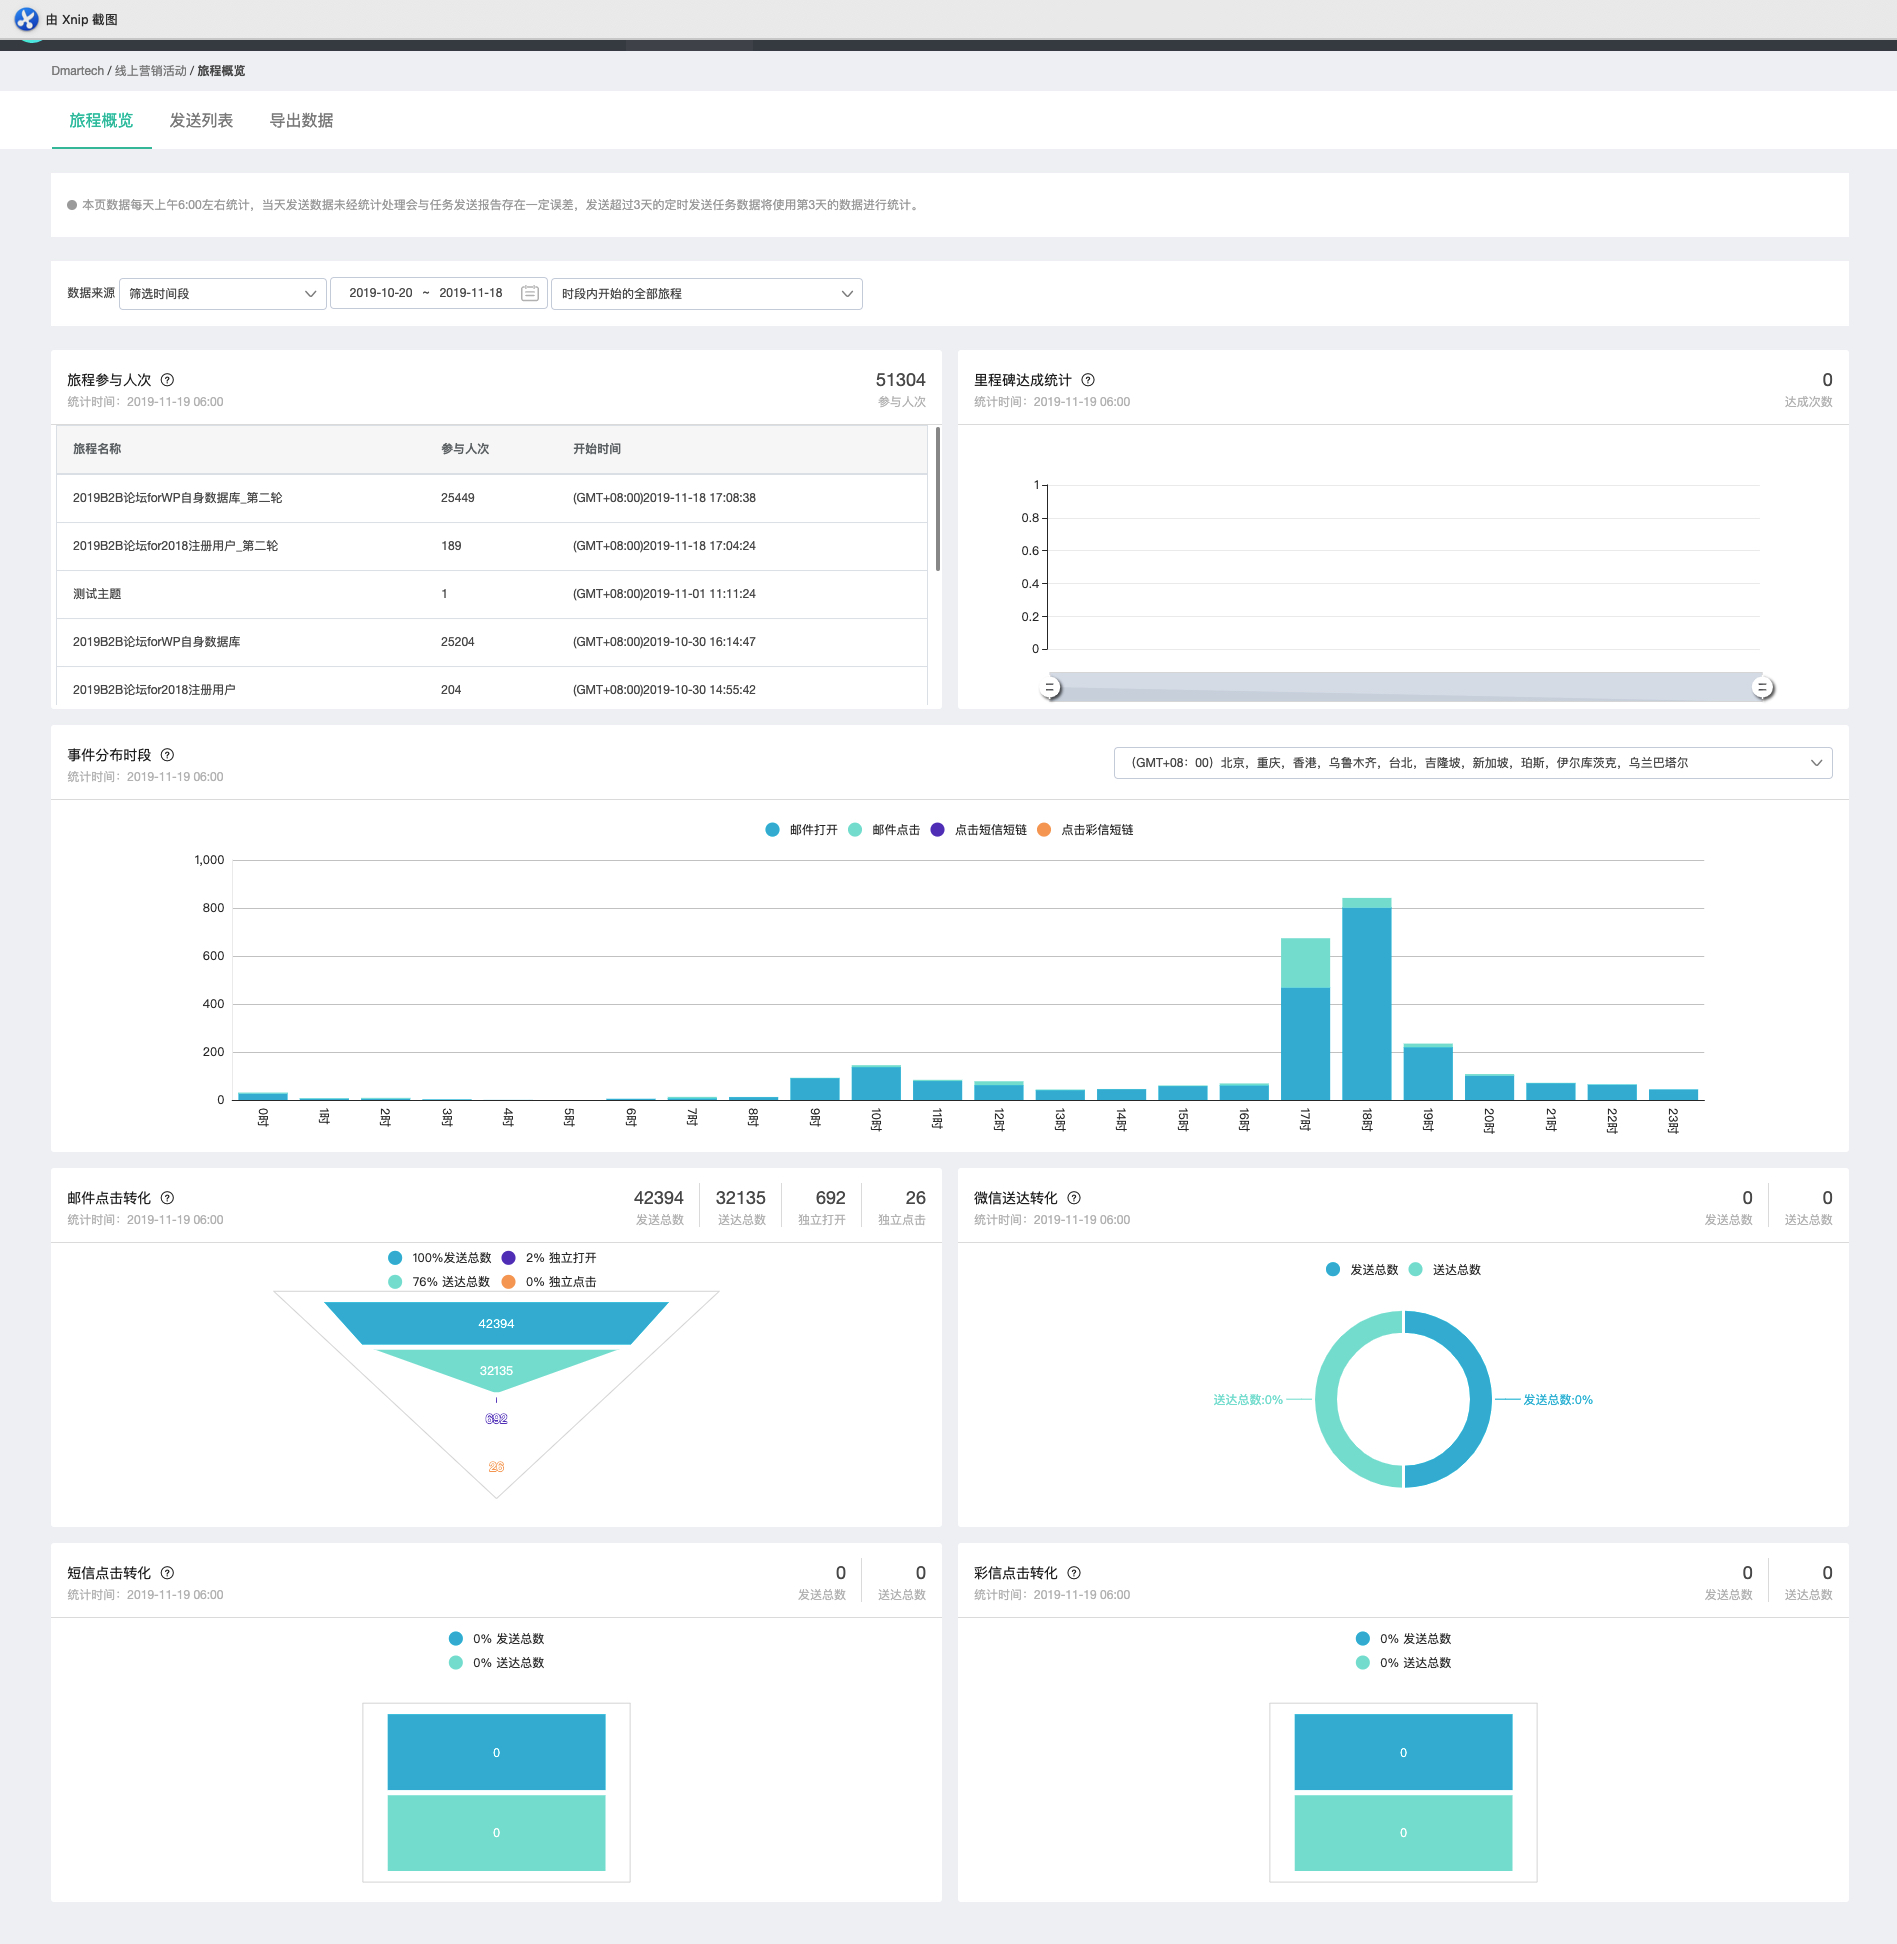 由 Xnip 截图
Dmartech / 线上营销活动 / 旅程概览
旅程概览 发送列表 导出数据
本页数据每天上午6:00左右统计，当天发送数据未经统计处理会与任务发送报告存在一定误差，发送超过3天的定时发送任务数据将使用第3天的数据进行统计。
数据来源 筛选时间段 2019-10-20 ~ 2019-11-18 时段内开始的全部旅程
旅程参与人次 51304
统计时间：2019-11-19 06:00 参与人次
旅程名称 参与人次 开始时间
2019B2B论坛forWP自身数据库_第二轮 25449 (GMT+08:00)2019-11-18 17:08:38
2019B2B论坛for2018注册用户_第二轮 189 (GMT+08:00)2019-11-18 17:04:24
测试主题 1 (GMT+08:00)2019-11-01 11:11:24
2019B2B论坛forWP自身数据库 25204 (GMT+08:00)2019-10-30 16:14:47
2019B2B论坛for2018注册用户 204 (GMT+08:00)2019-10-30 14:55:42
里程碑达成统计 0
统计时间：2019-11-19 06:00 达成次数
1
0.8
0.6
0.4
0.2
0
事件分布时段
统计时间：2019-11-19 06:00
（GMT+08：00）北京，重庆，香港，乌鲁木齐，台北，吉隆坡，新加坡，珀斯，伊尔库茨克，乌兰巴塔尔
邮件打开 邮件点击 点击短信短链 点击彩信短链
1,000
800
600
400
200
0
0时 1时 2时 3时 4时 5时 6时 7时 8时 9时 10时 11时 12时 13时 14时 15时 16时 17时 18时 19时 20时 21时 22时 23时
邮件点击转化 42394 32135 692 26
统计时间：2019-11-19 06:00 发送总数 送达总数 独立打开 独立点击
100%发送总数 2% 独立打开
76% 送达总数 0% 独立点击
42394
32135
692
26
微信送达转化 0 0
统计时间：2019-11-19 06:00 发送总数 送达总数
发送总数 送达总数
送达总数:0% 发送总数:0%
短信点击转化 0 0
统计时间：2019-11-19 06:00 发送总数 送达总数
0% 发送总数
0% 送达总数
0
0
彩信点击转化 0 0
统计时间：2019-11-19 06:00 发送总数 送达总数
0% 发送总数
0% 送达总数
0
0